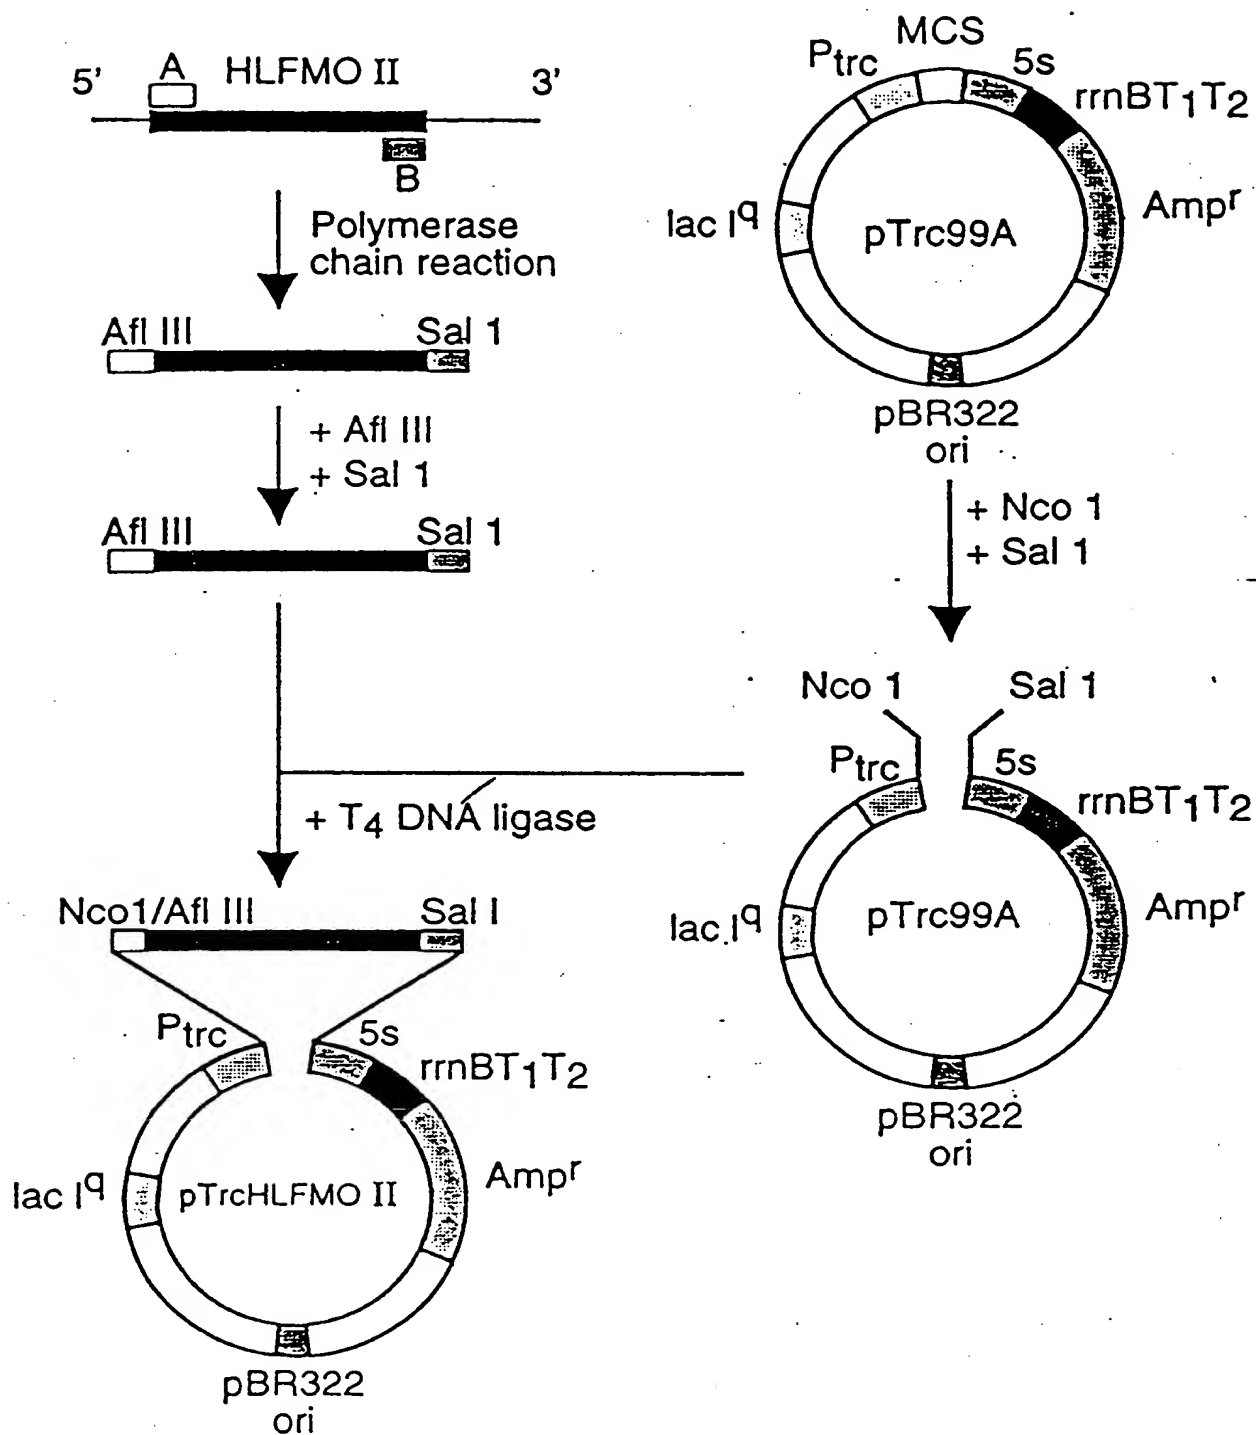 5'
A
HLFMO II
3'
B
Polymerase
chain reaction
Afl III
Sal 1
+ Afl III
+ Sal 1
Afl III
Sal 1
+ T4 DNA ligase
Nco1/Afl III
Sal I
Ptrc
5s
rrnBT1T2
lac Iq
pTrcHLFMO II
Ampr
pBR322
ori
MCS
Ptrc
5s
rrnBT1T2
lac Iq
pTrc99A
Ampr
pBR322
ori
+ Nco 1
+ Sal 1
Nco 1
Sal 1
Ptrc
5s
rrnBT1T2
lac Iq
pTrc99A
Ampr
pBR322
ori